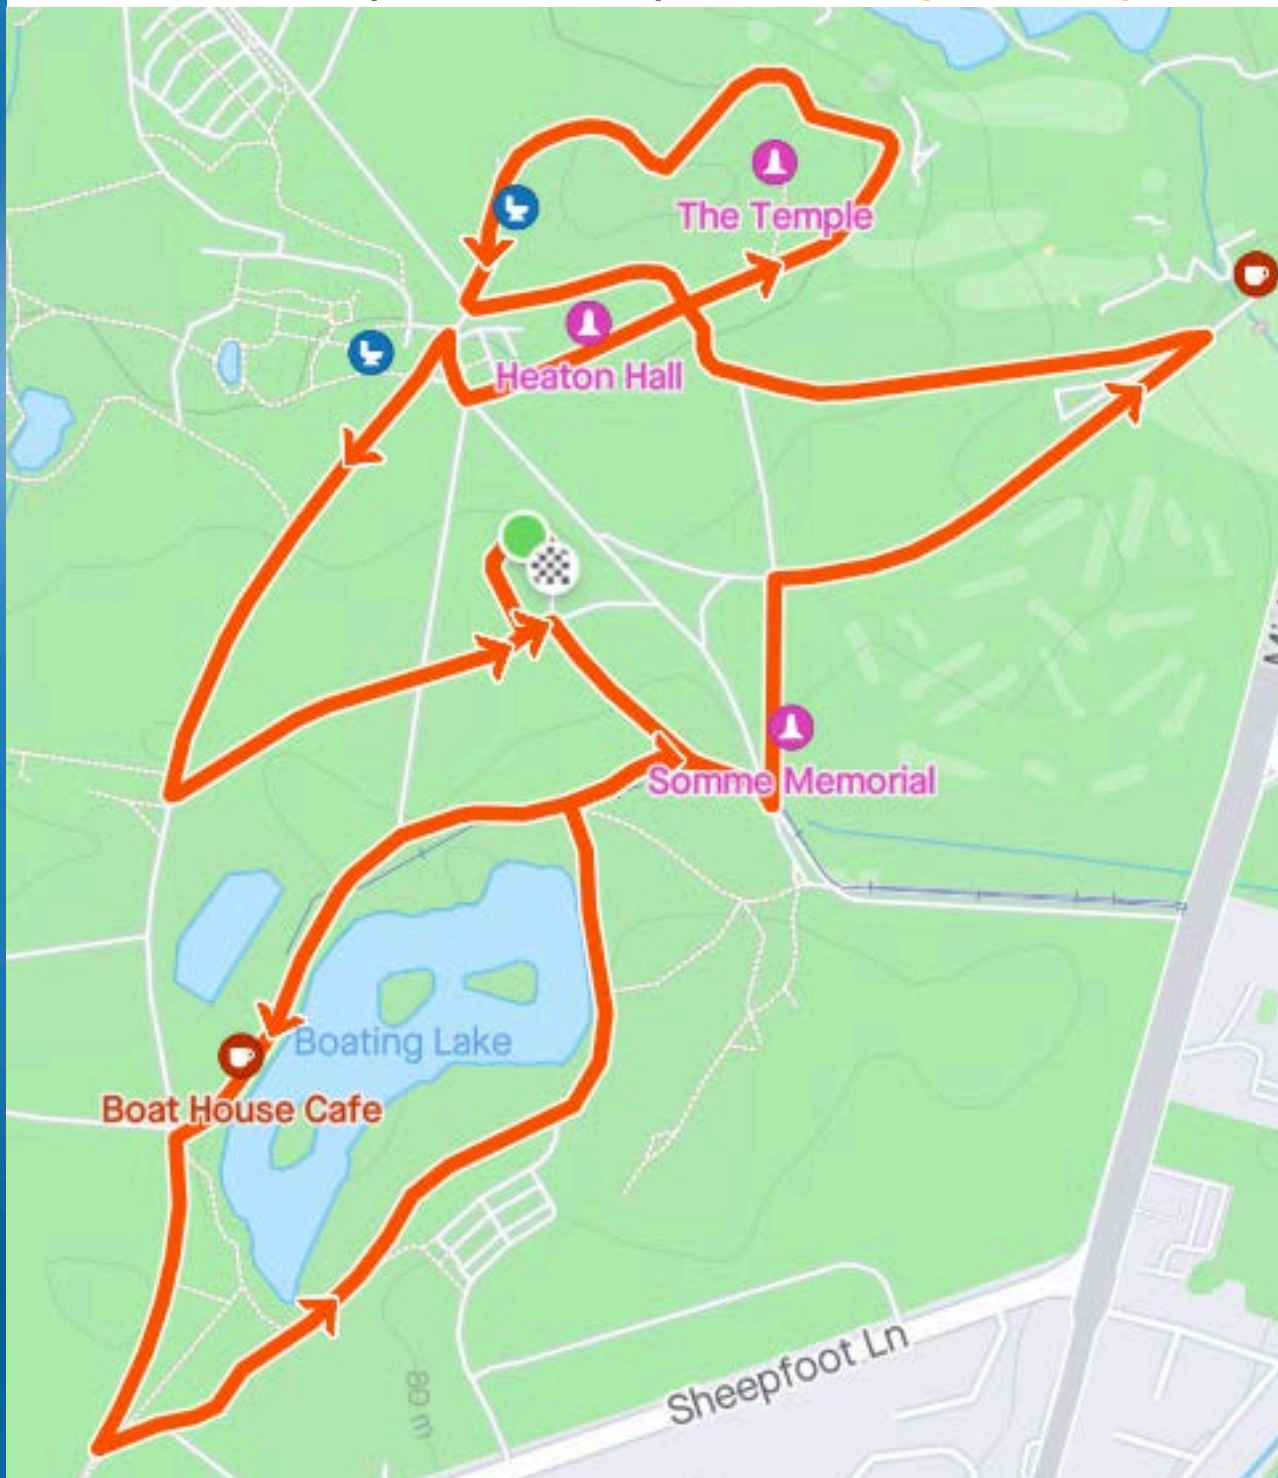 The Temple
Heaton Hall
Somme Memorial
Boating Lake
Boat House Cafe
Sheepfoot Ln
80 m